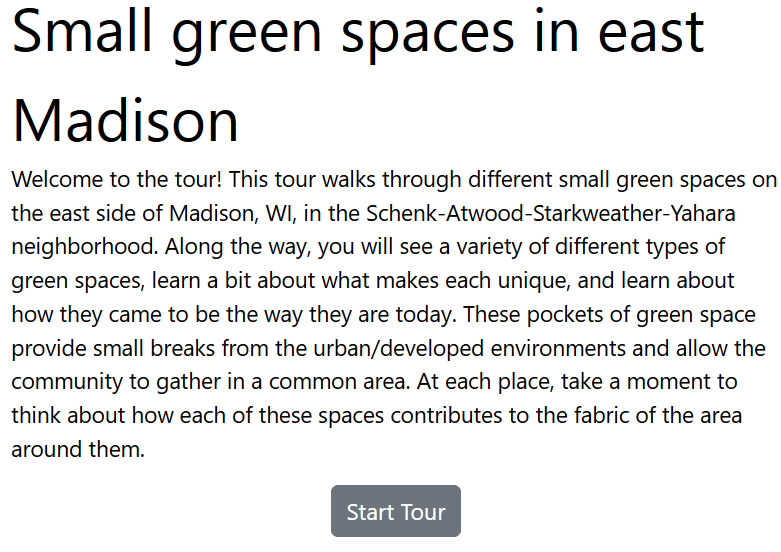 Small green spaces in east
Madison
Welcome to the tour! This tour walks through different small green spaces on
the east side of Madison, WI, in the Schenk-Atwood-Starkweather-Yahara
neighborhood. Along the way, you will see a variety of different types of
green spaces, learn a bit about what makes each unique, and learn about
how they came to be the way they are today. These pockets of green space
provide small breaks from the urban/developed environments and allow the
community to gather in a common area. At each place, take a moment to
think about how each of these spaces contributes to the fabric of the area
around them.
Start Tour